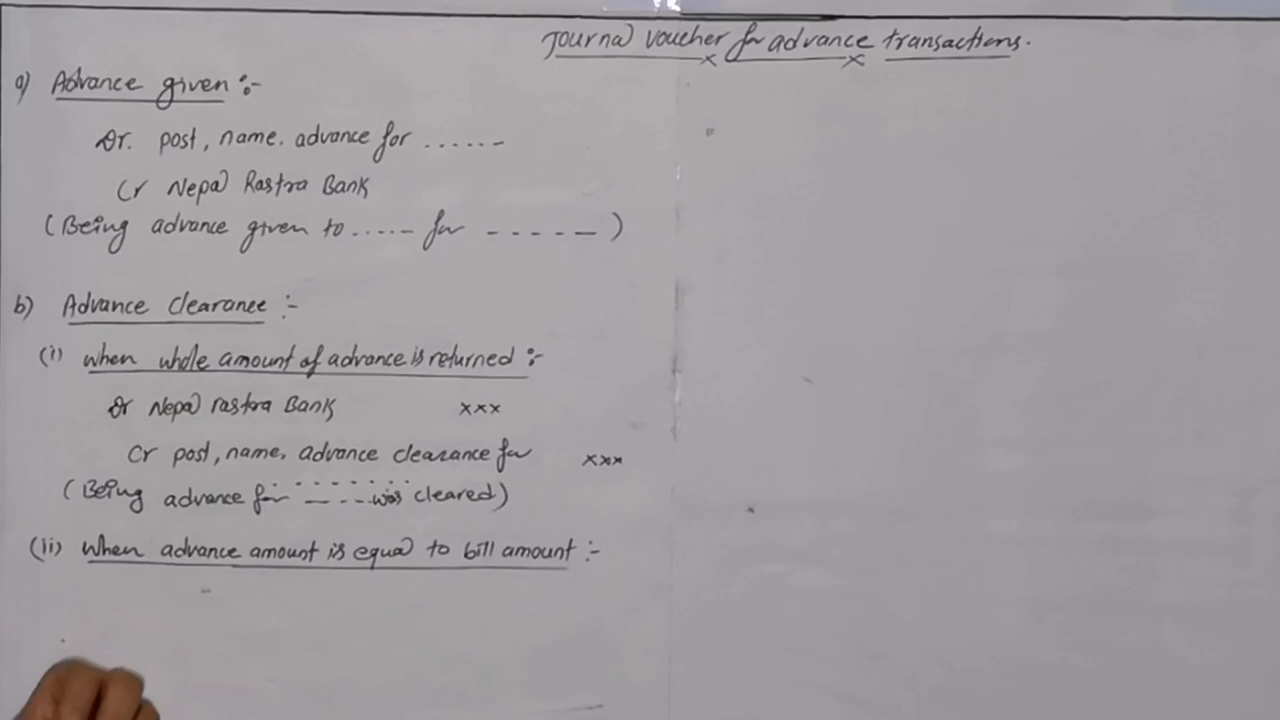 Journal voucher for advance transactions.
a) Advance given :-
Dr. post, name. advance for ......
Cr Nepal Rastra Bank
(Being advance given to ..... for ------)
b) Advance clearance :-
(i) when whole amount of advance is returned :-
Dr Nepal rastra Bank xxx
Cr post, name, advance clearance for ....... xxx
(Being advance for ---- was cleared)
(ii) when advance amount is equal to bill amount :-